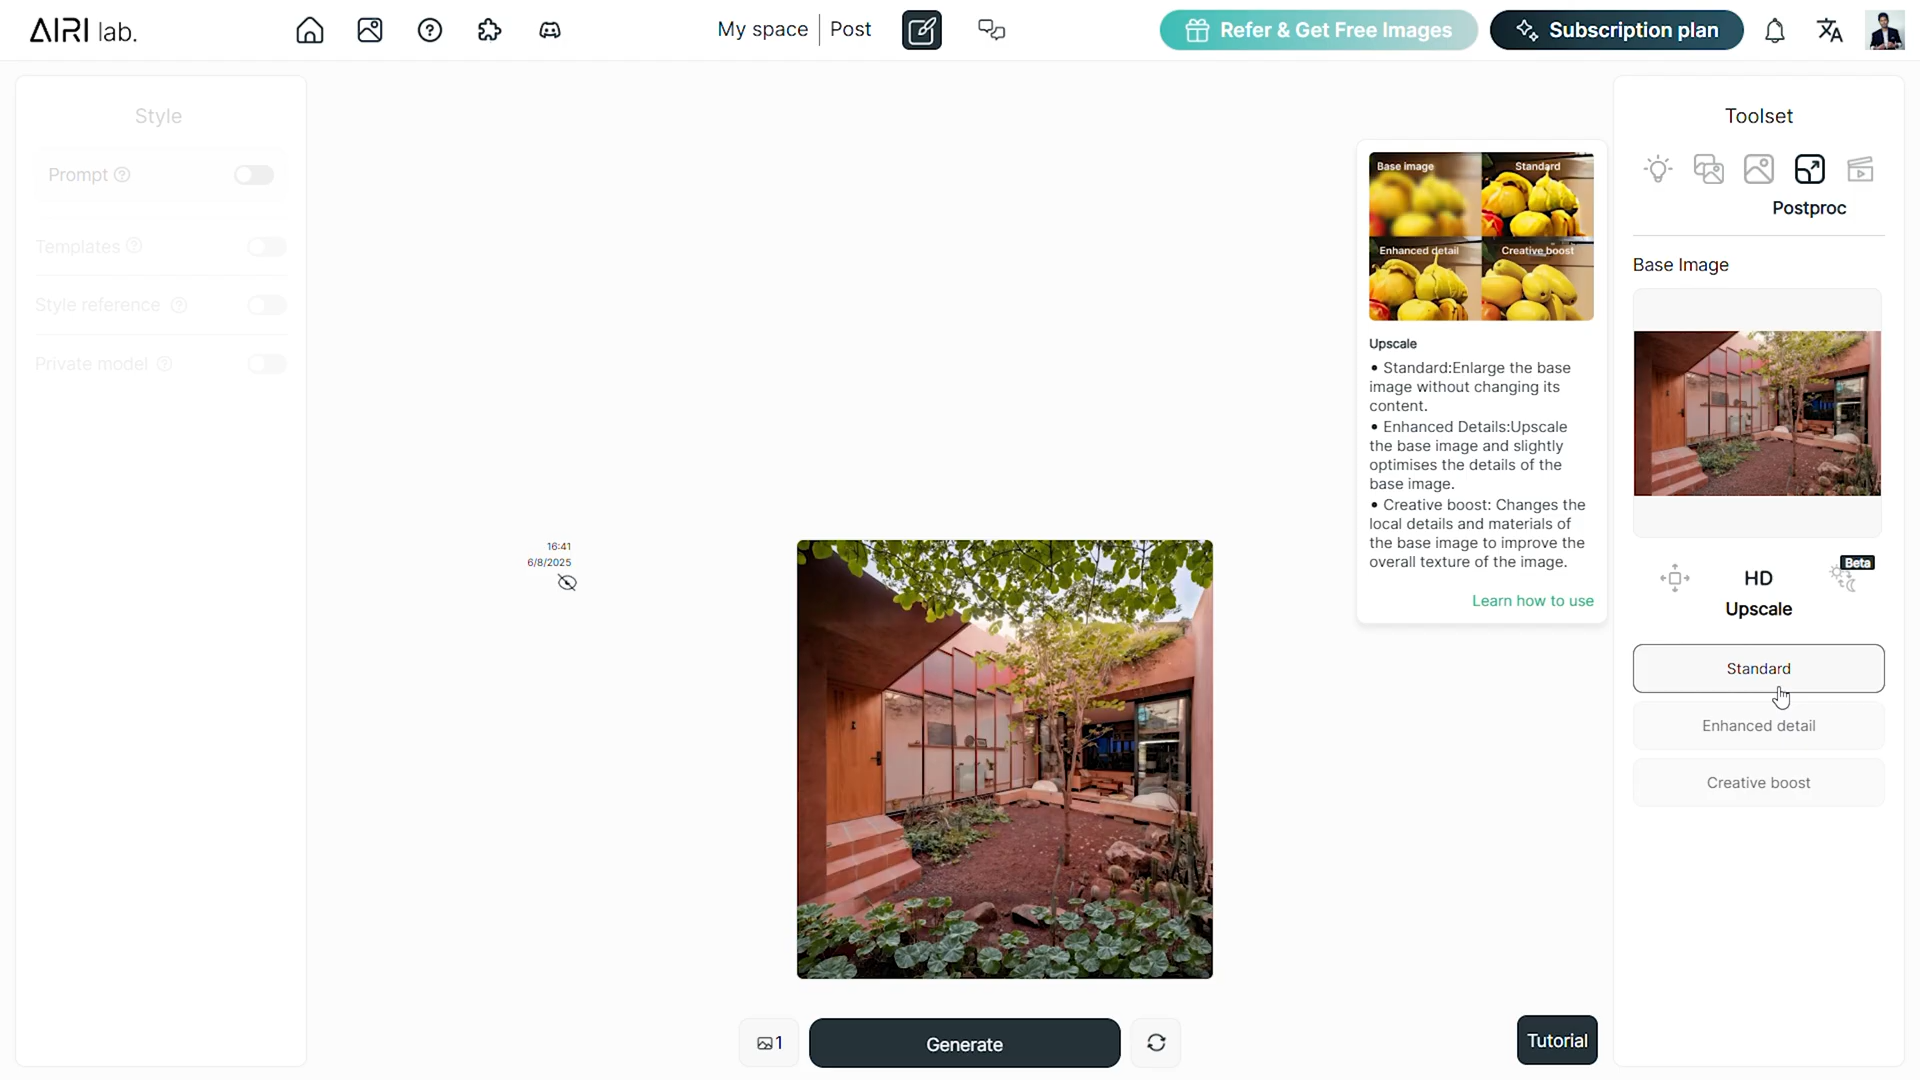 AIRI lab.
My space
Post
Refer & Get Free Images
Subscription plan
Style
Prompt
Templates
Style reference
Private model
16:41
6/8/2025
1
Generate
Base image
Standard
Enhanced detail
Creative boost
Upscale
• Standard:Enlarge the base
image without changing its
content.
• Enhanced Details:Upscale
the base image and slightly
optimises the details of the
base image.
• Creative boost: Changes the
local details and materials of
the base image to improve the
overall texture of the image.
Learn how to use
Tutorial
Toolset
Postproc
Base Image
HD
Beta
Upscale
Standard
Enhanced detail
Creative boost